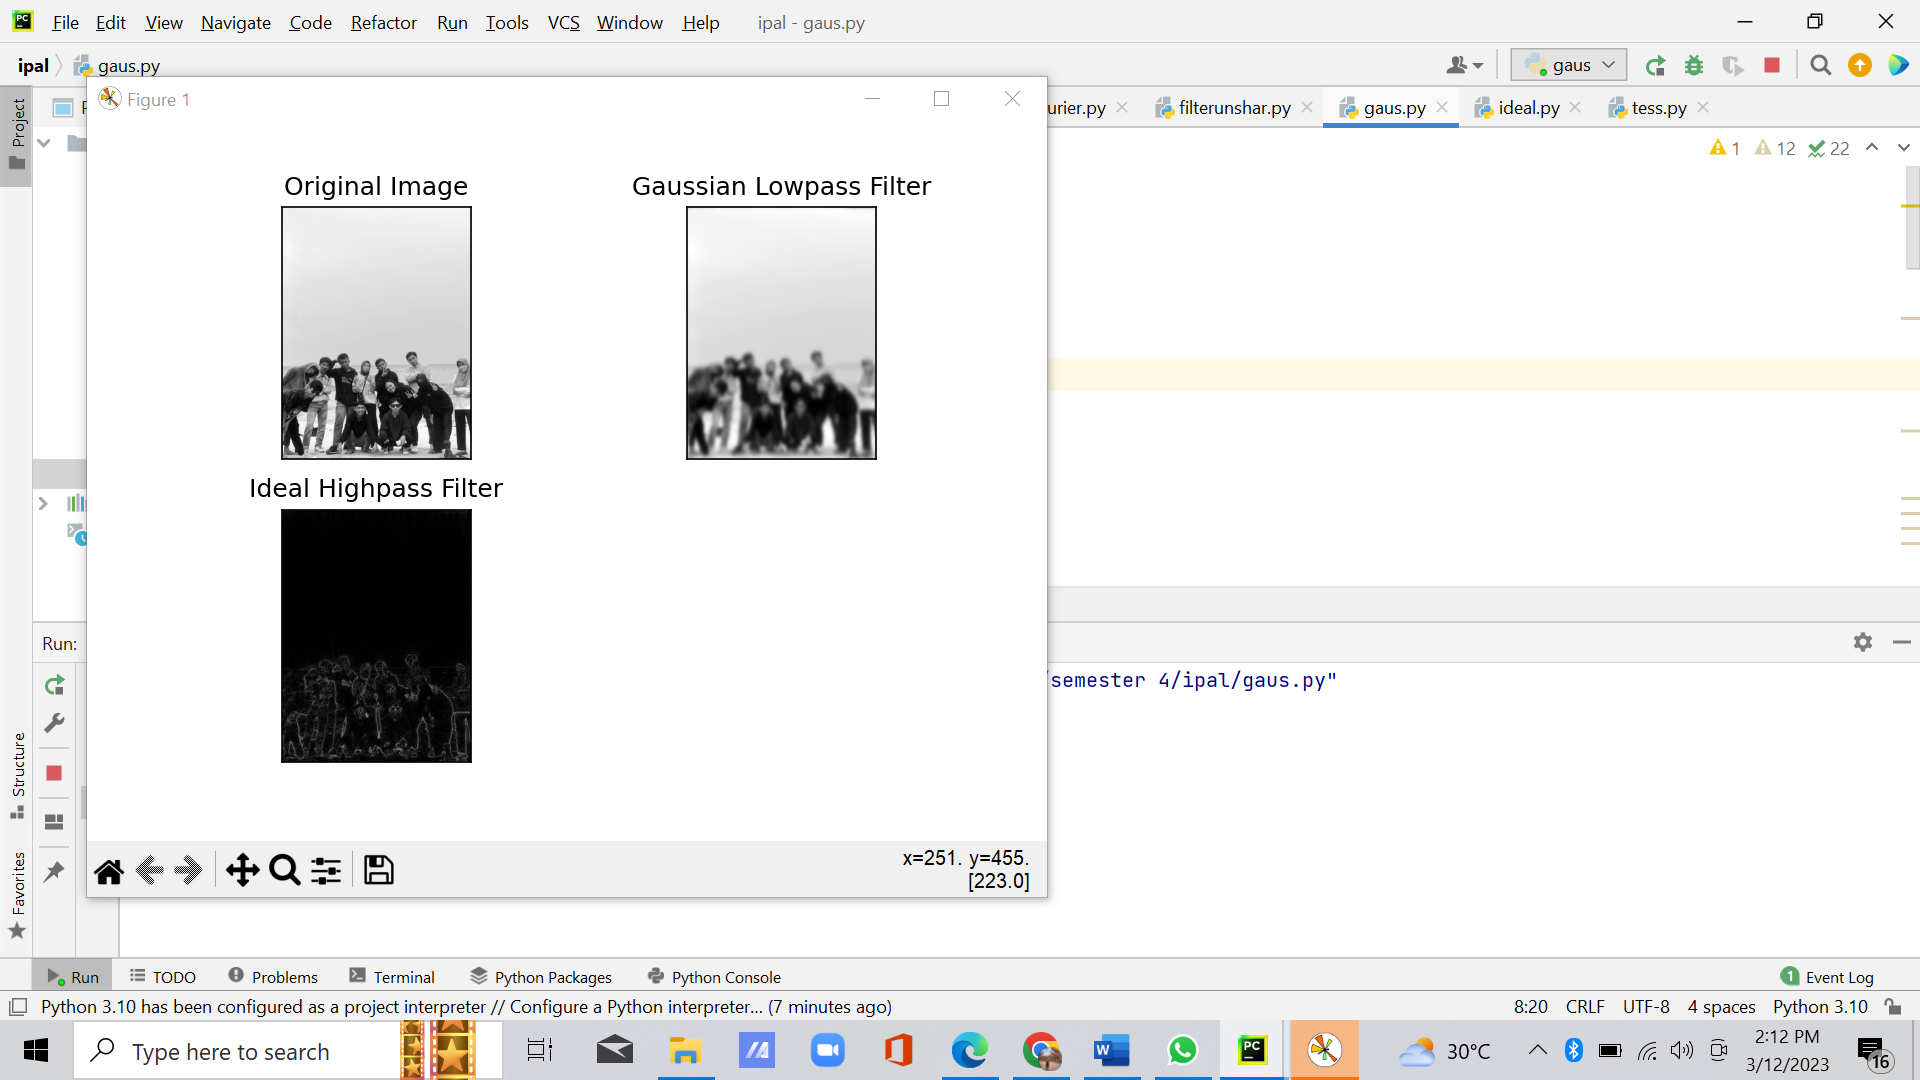 File Edit View Navigate Code Refactor Run Tools VCS Window Help ipal - gaus.py
ipal gaus.py gaus
Figure 1
urier.py filterunshar.py gaus.py ideal.py tess.py
Project
1 12 22
Original Image Gaussian Lowpass Filter
Ideal Highpass Filter
Run:
/semester 4/ipal/gaus.py"
Structure
Favorites
x=251. y=455.
[223.0]
Run TODO Problems Terminal Python Packages Python Console 1 Event Log
Python 3.10 has been configured as a project interpreter // Configure a Python interpreter... (7 minutes ago) 8:20 CRLF UTF-8 4 spaces Python 3.10
Type here to search 30°C 2:12 PM
3/12/2023 16